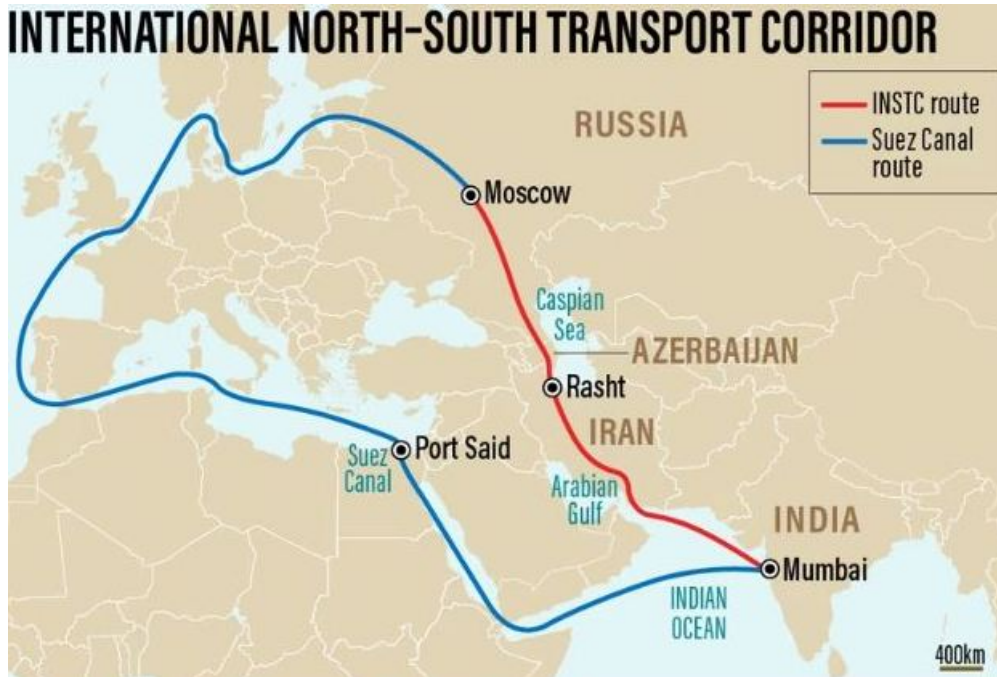 INTERNATIONAL NORTH-SOUTH TRANSPORT CORRIDOR
INSTC route
Suez Canal
route
RUSSIA
Moscow
Caspian
Sea
AZERBAIJAN
Rasht
IRAN
Port Said
Suez
Canal
Arabian
Gulf
INDIA
Mumbai
INDIAN
OCEAN
400km